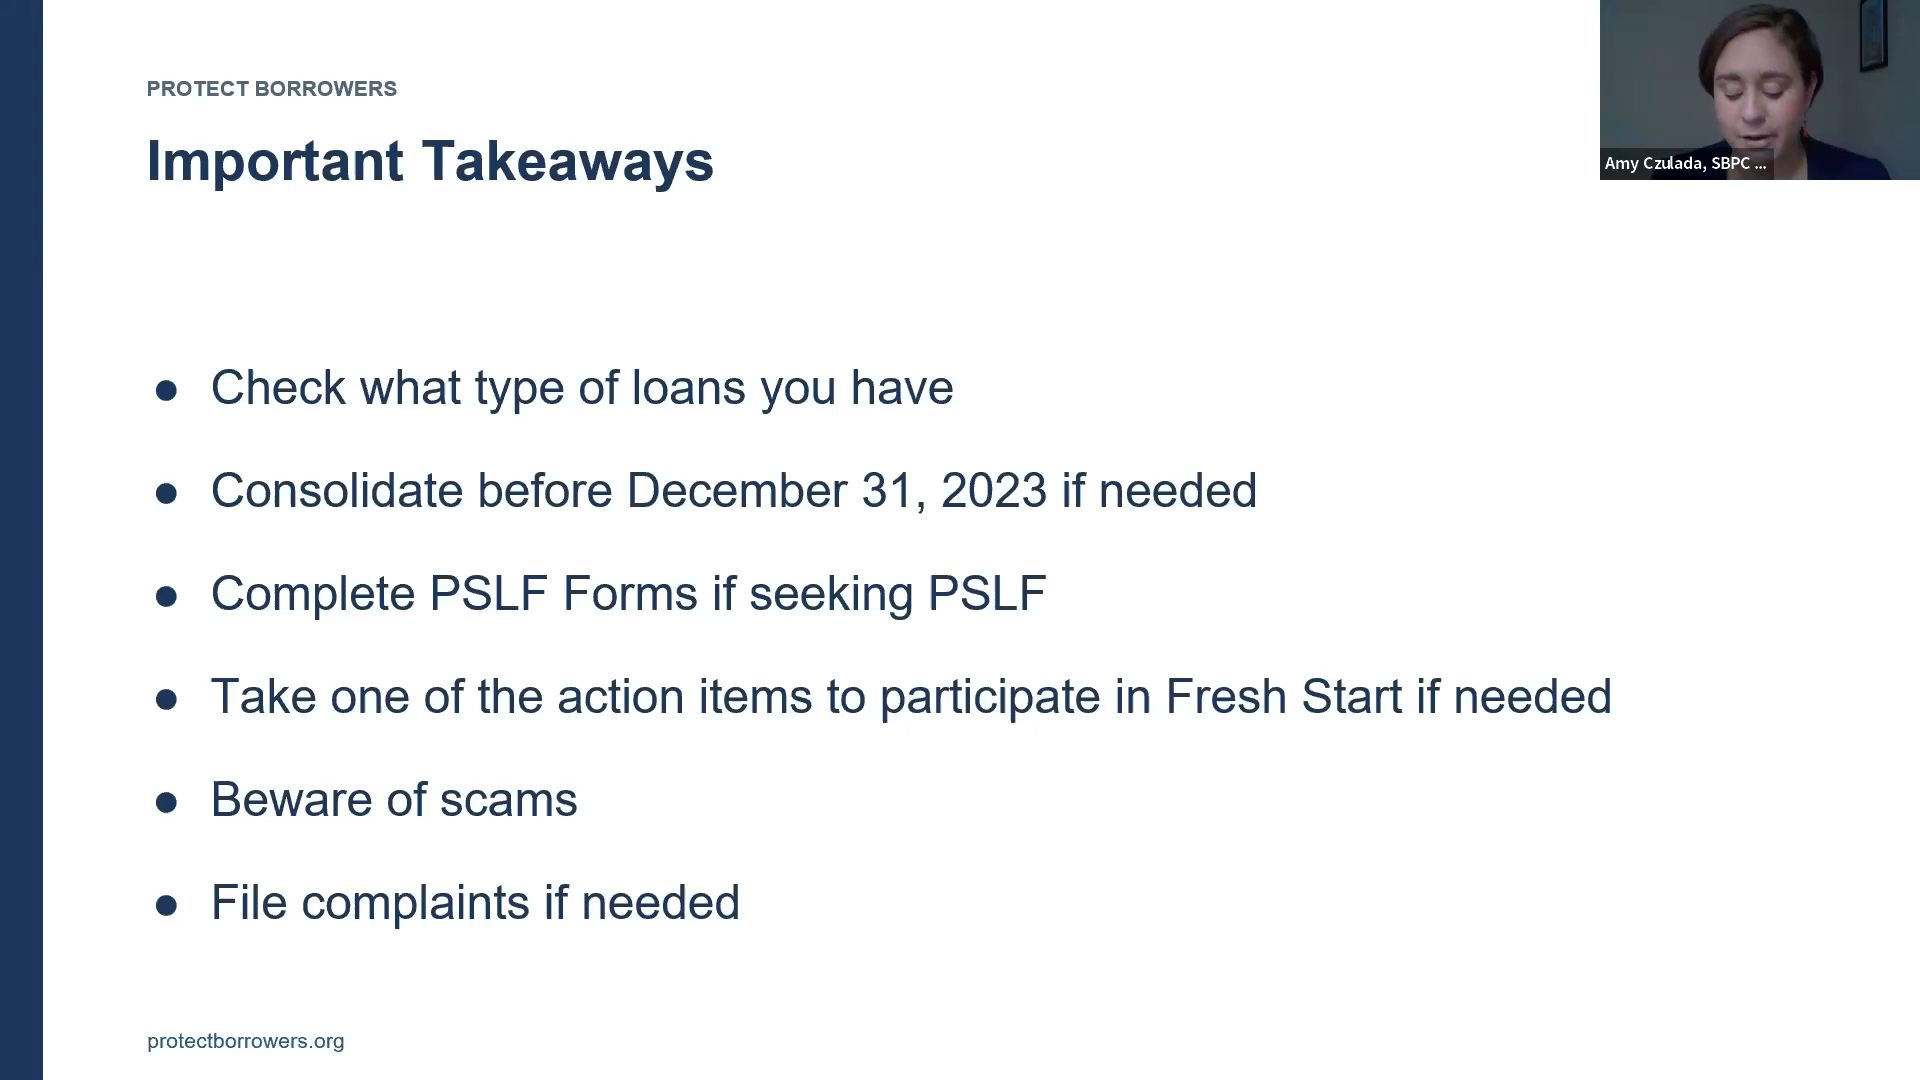 PROTECT BORROWERS
Important Takeaways
Amy Czulada, SBPC ...
● Check what type of loans you have
● Consolidate before December 31, 2023 if needed
● Complete PSLF Forms if seeking PSLF
● Take one of the action items to participate in Fresh Start if needed
● Beware of scams
● File complaints if needed
protectborrowers.org